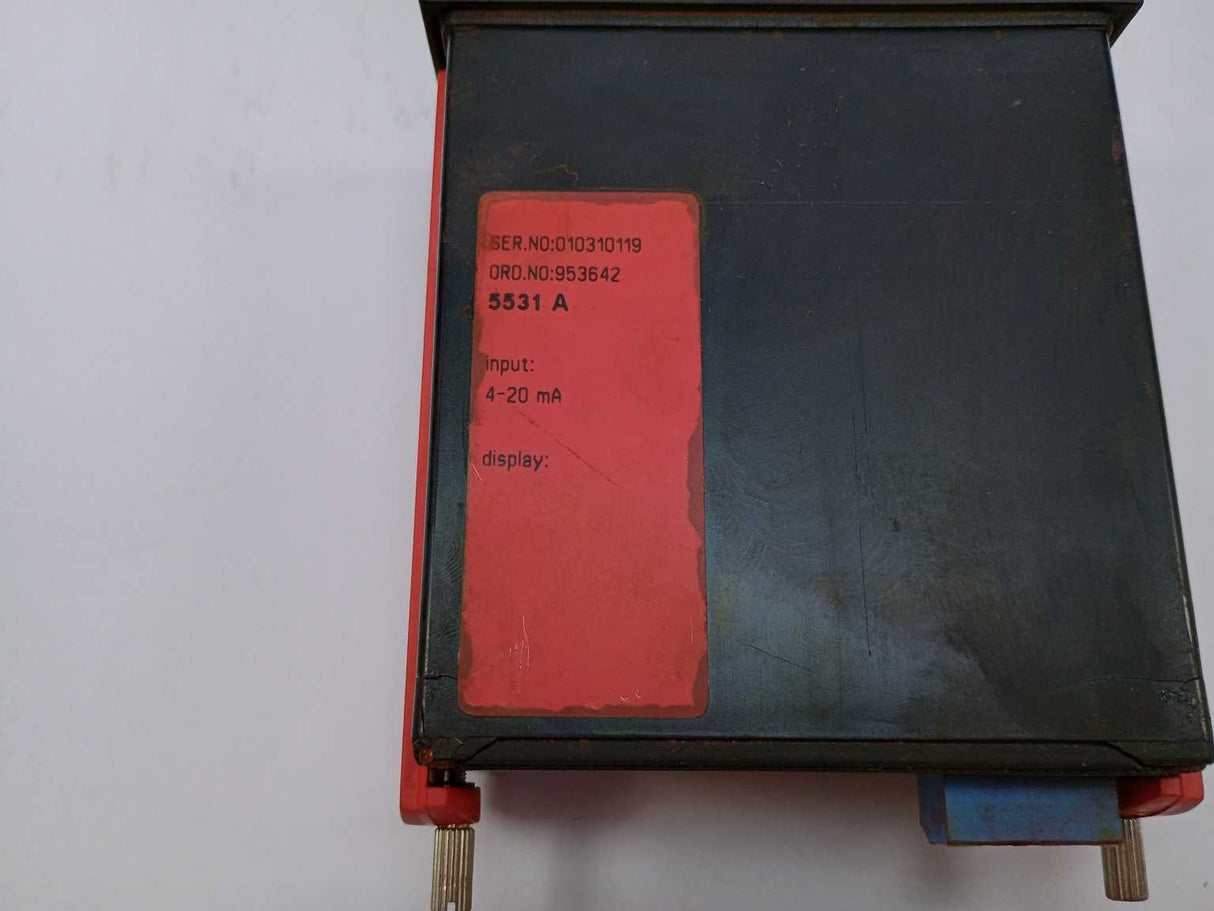 SER.NO:010310119
ORD.NO:953642
5531 A
input:
4-20 mA
display: